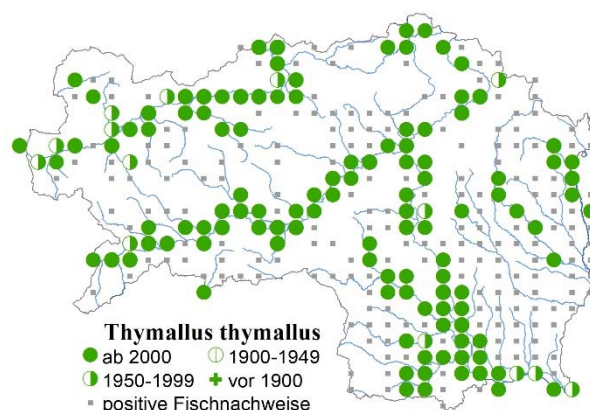 Thymallus thymallus
ab 2000 1900-1949
1950-1999 vor 1900
positive Fischnachweise